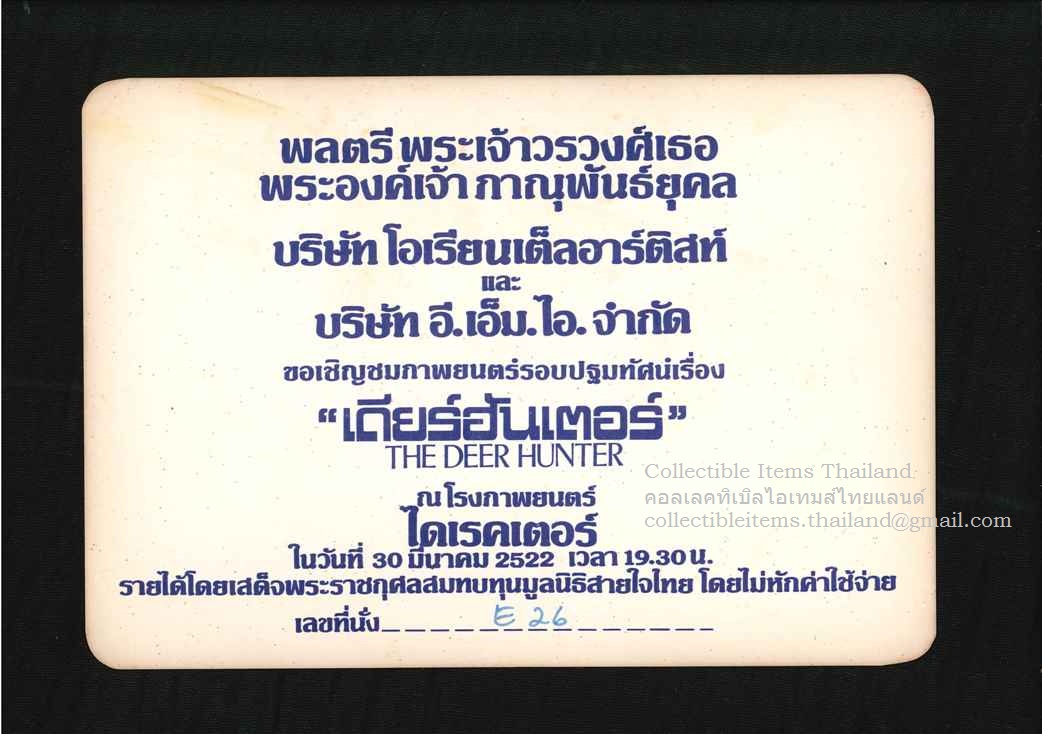 พลตรี พระเจ้าวรวงศ์เธอ
พระองค์เจ้า ภาณุพันธ์ยุคล
บริษัท โอเรียนเต็ลอาร์ติสท์
และ
บริษัท อี.เอ็ม.ไอ. จำกัด
ขอเชิญชมภาพยนตร์รอบปฐมทัศน์เรื่อง
“เดียร์ฮันเตอร์”
THE DEER HUNTER
ณ โรงภาพยนตร์
ไดเรคเตอร์
ในวันที่ 30 มีนาคม 2522 เวลา 19.30 น.
รายได้โดยเสด็จพระราชกุศลสมทบทุนมูลนิธิสายใจไทย โดยไม่หักค่าใช้จ่าย
เลขที่นั่ง E 26
Collectible Items Thailand
คอลเลคทิเบิลไอเทมส์ไทยแลนด์
collectibleitems.thailand@gmail.com